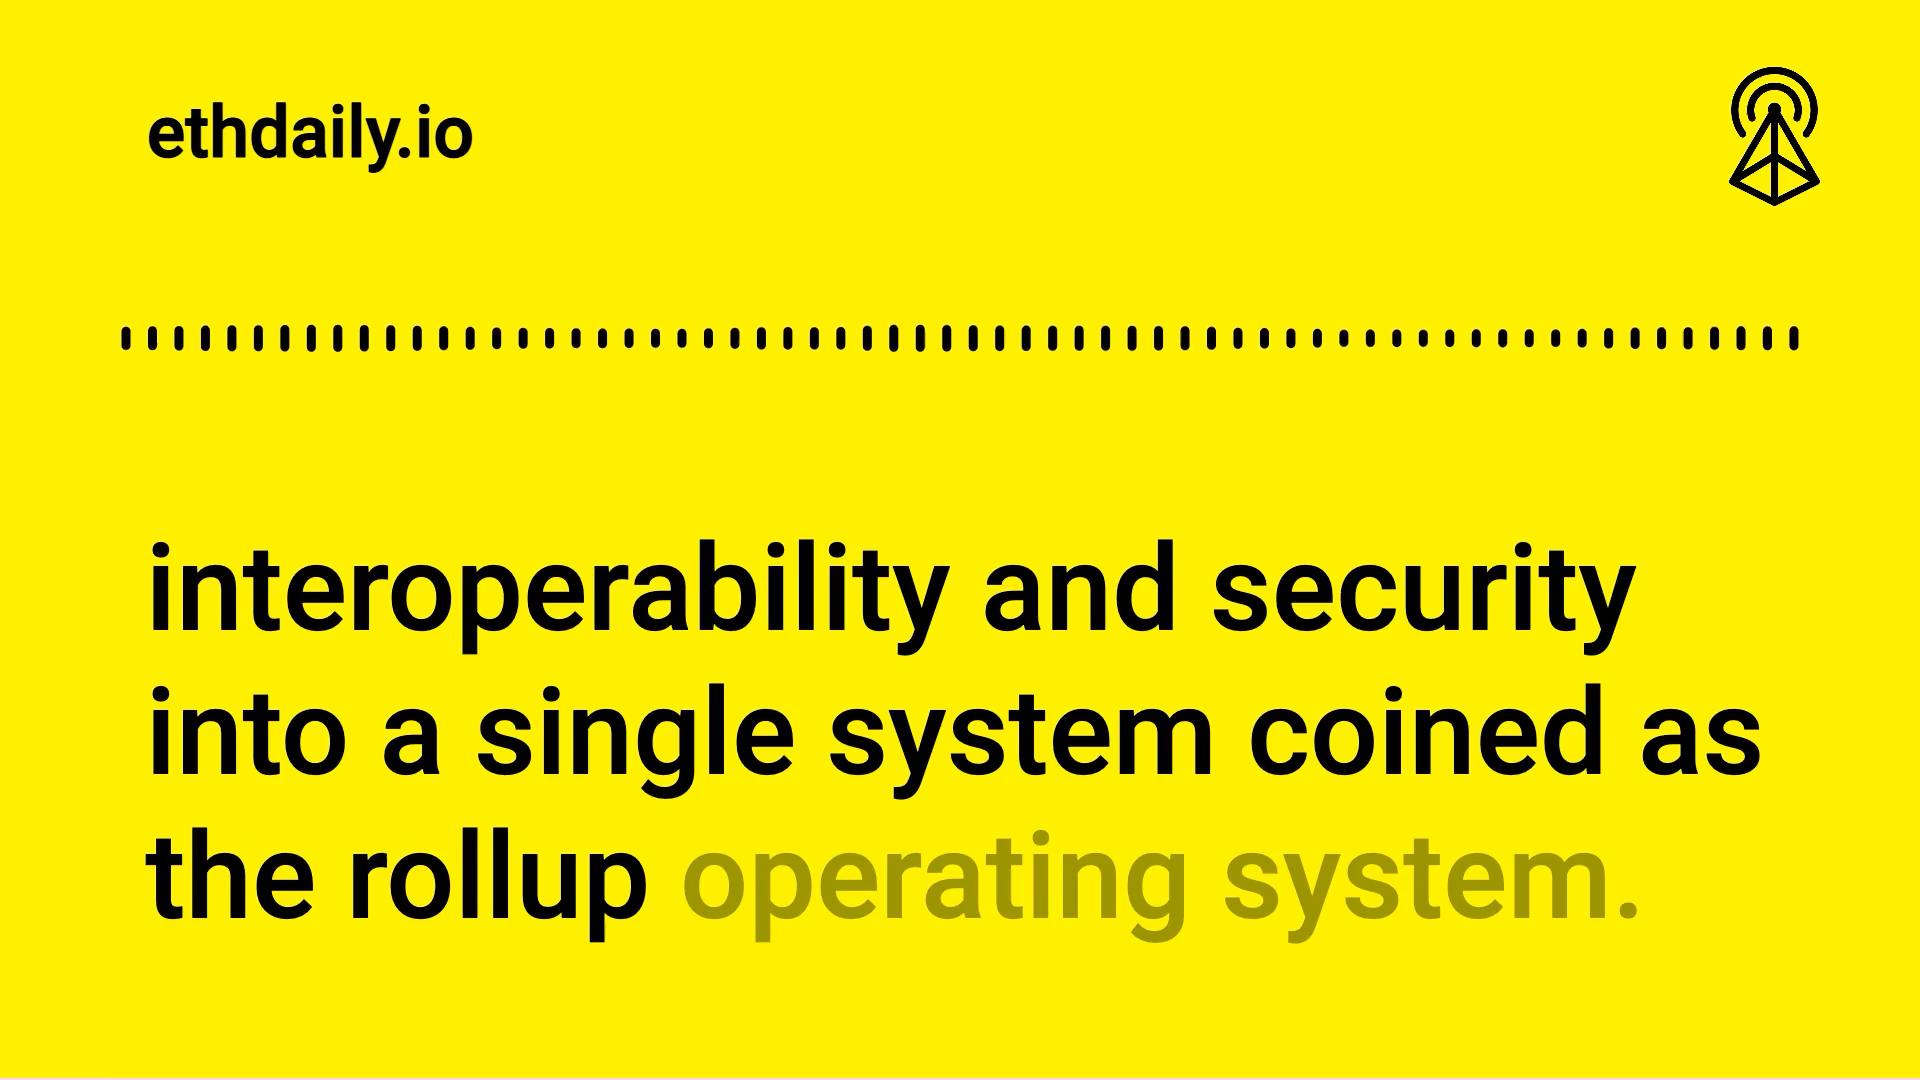 ethdaily.io
interoperability and security
into a single system coined as
the rollup operating system.